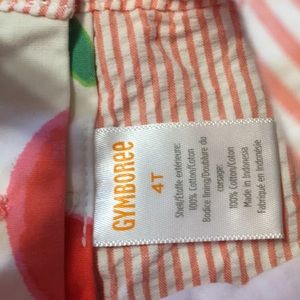 GYMBOREE
4T
Shell/Étoffe extérieure:
100% Cotton/Coton
Bodice lining/Doublure du
corsage:
100% Cotton/Coton
Made in Indonesia
Fabriqué en Indonésie